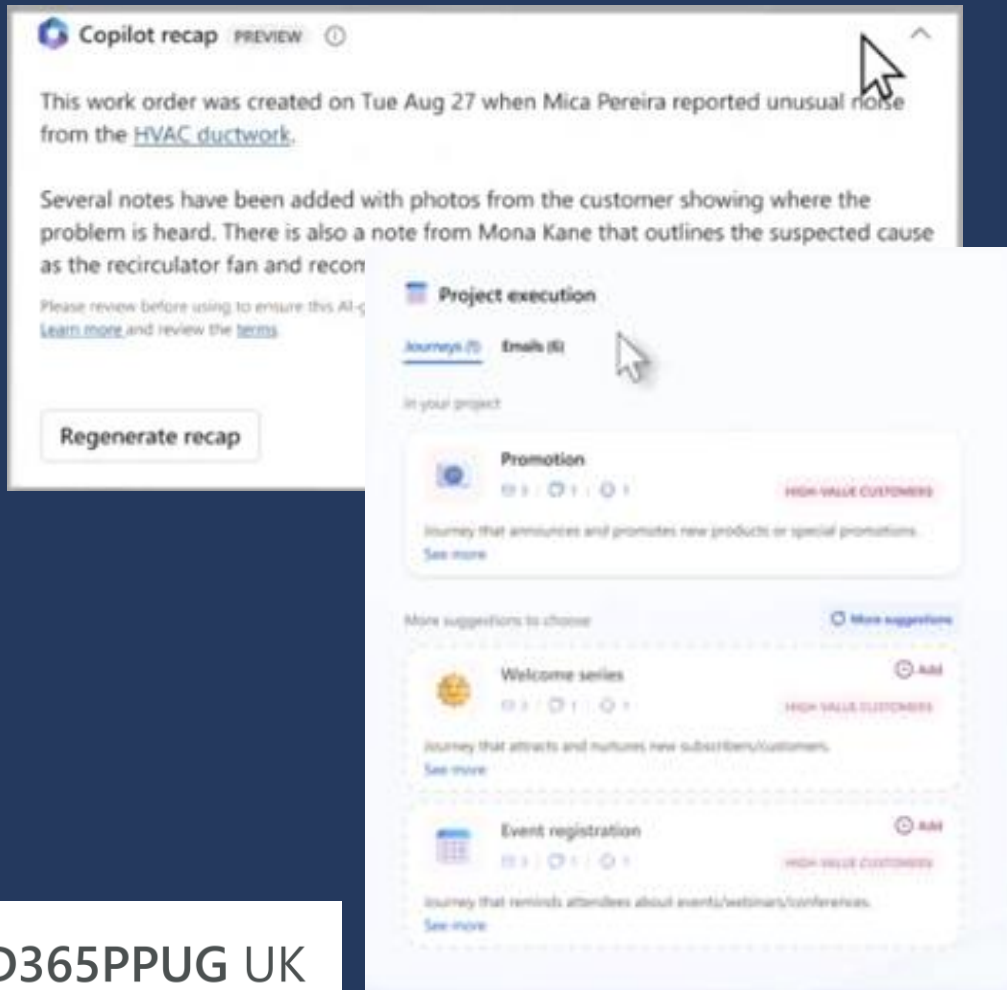 Copilot recap PREVIEW
This work order was created on Tue Aug 27 when Mica Pereira reported unusual noise
from the HVAC ductwork.
Several notes have been added with photos from the customer showing where the
problem is heard. There is also a note from Mona Kane that outlines the suspected cause
as the recirculator fan and recom
Please review before using to ensure this AI-g
Learn more and review the terms
Regenerate recap
Project execution
Journeys (1) Emails (6)
In your project
Promotion
HIGH-VALUE CUSTOMERS
Journey that announces and promotes new products or special promotions.
See more
More suggestions to choose
More suggestions
Welcome series
Add
HIGH-VALUE CUSTOMERS
Journey that attracts and nurtures new subscribers/customers.
See more
Event registration
Add
HIGH-VALUE CUSTOMERS
Journey that reminds attendees about events/webinars/conferences.
See more
D365PPUG UK